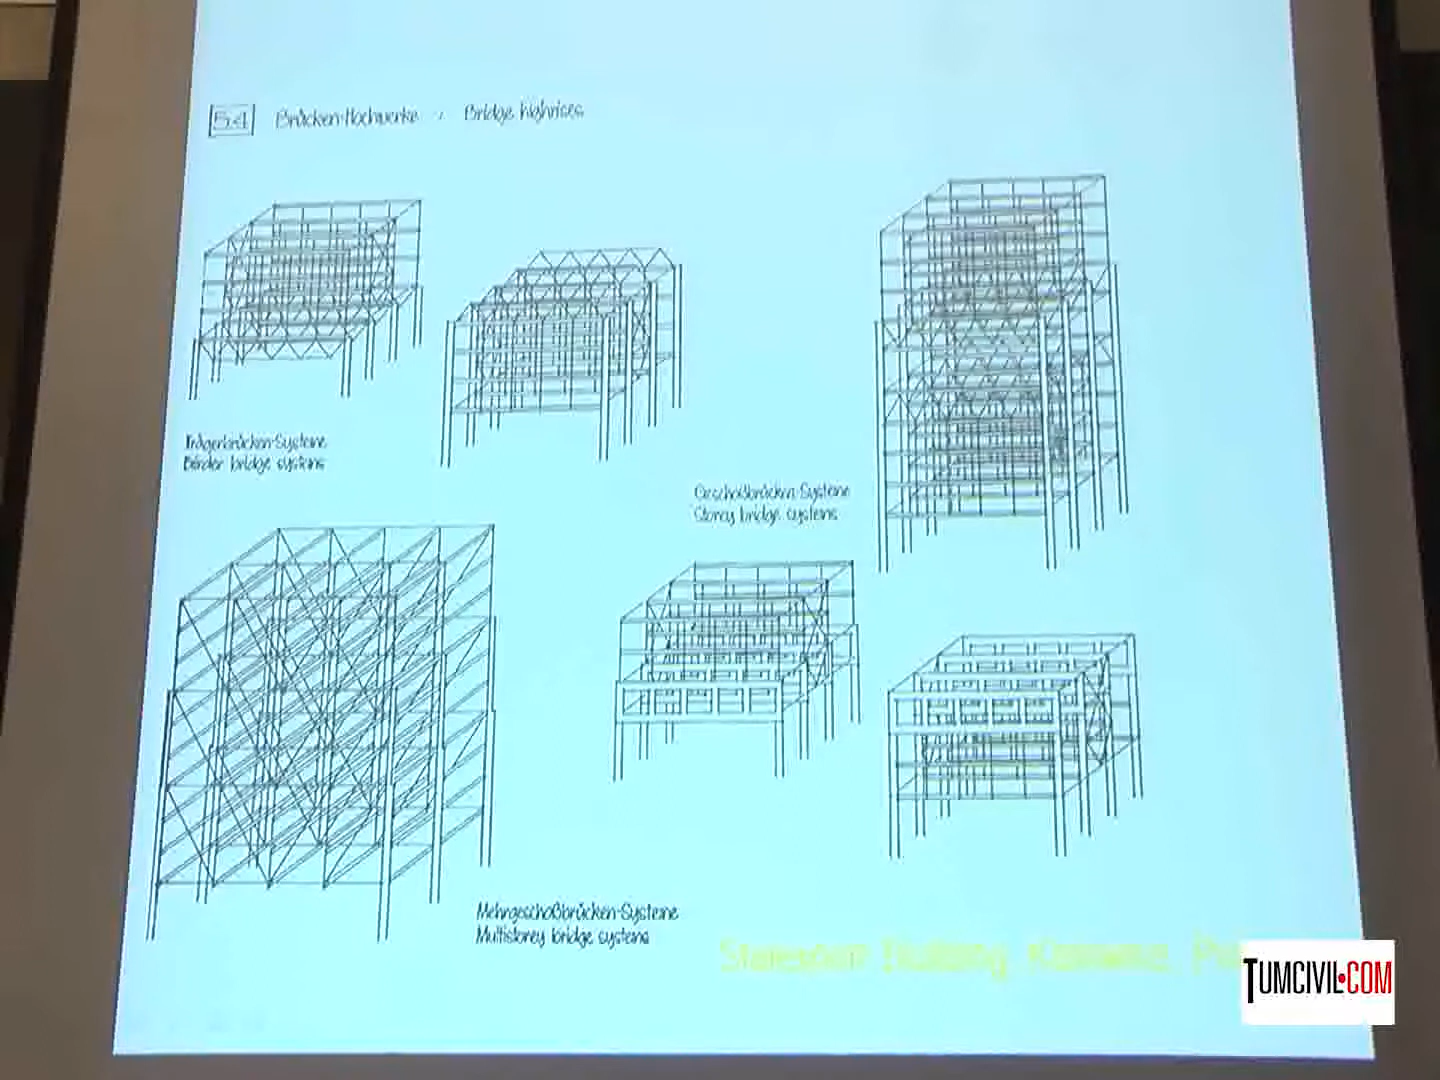 5.4 Brücken-Hochwerke / Bridge highrises
Trägerbrücken-Systeme
Girder bridge systems
Geschoßbrücken-Systeme
Storey bridge systems
Mehrgeschoßbrücken-Systeme
Multistorey bridge systems
Building
TUMCIVIL.COM